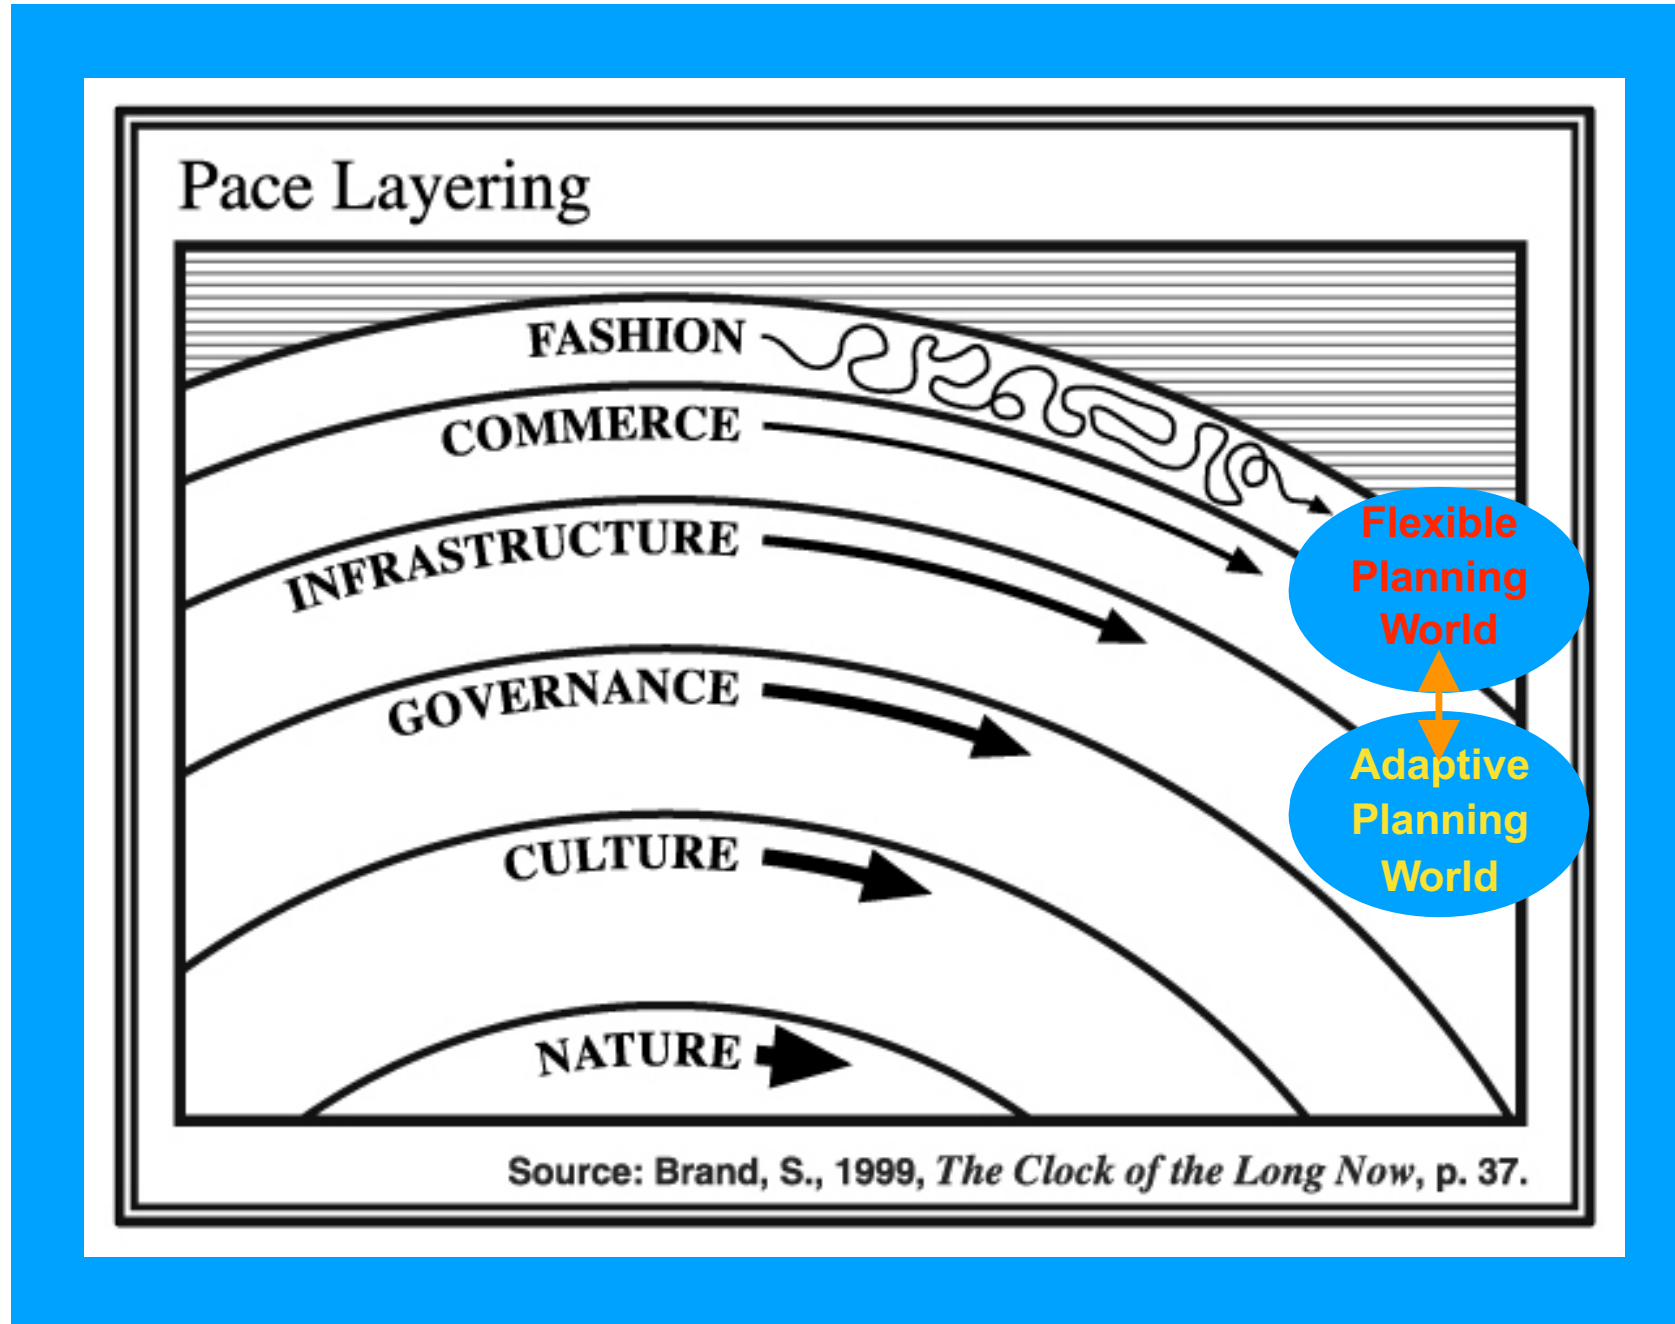 Pace Layering
FASHION
COMMERCE
INFRASTRUCTURE
GOVERNANCE
CULTURE
NATURE
Flexible
Planning
World
Adaptive
Planning
World
Source: Brand, S., 1999, The Clock of the Long Now, p. 37.